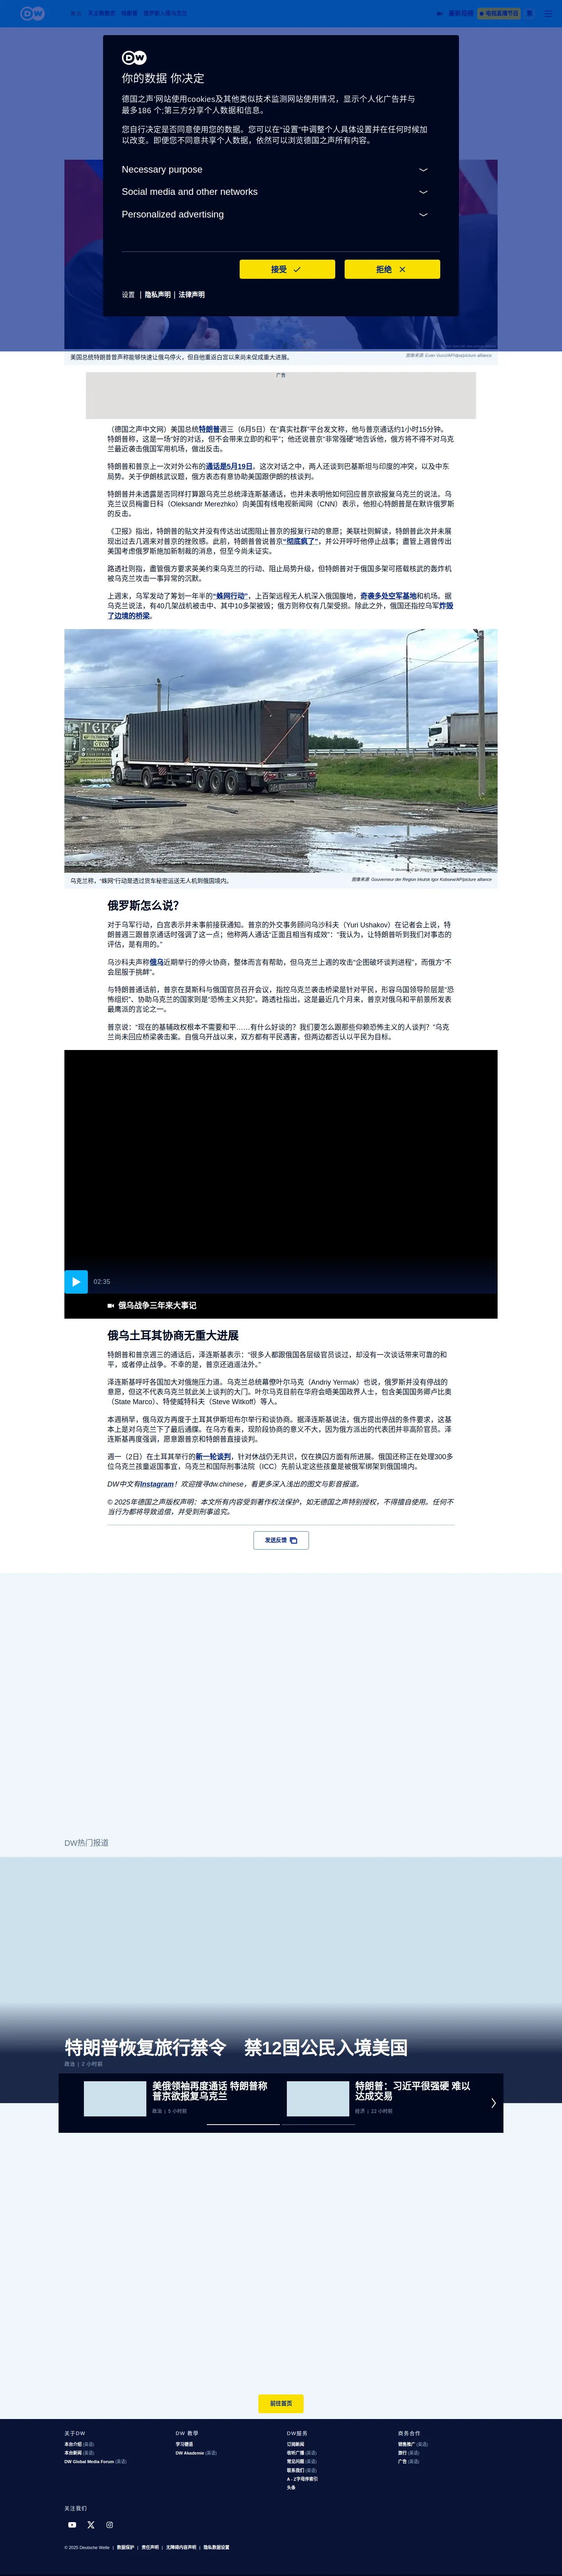 DW
最新视频
电视直播节目
DW
你的数据 你决定
德国之声‘网站使用cookies及其他类似技术监测网站使用情况，显示个人化广告并与
最多186 个;第三方分享个人数据和信息。
您自行决定是否同意使用您的数据。您可以在“设置”中调整个人具体设置并在任何时候加
以改变。即便您不同意共享个人数据，依然可以浏览德国之声所有内容。
Necessary purpose
Social media and other networks
Personalized advertising
接受
拒绝
设置 | 隐私声明 | 法律声明
美国总统特朗普曾声称能够快速让俄乌停火，但自他重返白宫以来尚未促成重大进展。
广告
（德国之声中文网）美国总统特朗普週三（6月5日）在“真实社群”平台发文称，他与普京通话约1小时15分钟。
特朗普称，这是一场“好的对话，但不会带来立即的和平”；他还说普京“非常强硬”地告诉他，俄方将不得不对乌克
兰最近袭击俄国军用机场，做出反击。
特朗普和普京上一次对外公布的通话是5月19日。这次对话之中，两人还谈到巴基斯坦与印度的冲突，以及中东
局势。关于伊朗核武议题，俄方表态有意协助美国跟伊朗的核谈判。
特朗普并未透露是否同样打算跟乌克兰总统泽连斯基通话，也并未表明他如何回应普京欲报复乌克兰的说法。乌
克兰议员梅雷日科（Oleksandr Merezhko）向美国有线电视新闻网（CNN）表示，他担心特朗普是在默许俄罗斯
的反击。
《卫报》指出，特朗普的贴文并没有传达出试图阻止普京的报复行动的意愿；美联社则解读，特朗普此次并未展
现出过去几週来对普京的挫败感。此前，特朗普曾说普京“彻底疯了”，并公开呼吁他停止战事；儘管上週曾传出
美国考虑俄罗斯施加新制裁的消息，但至今尚未证实。
路透社则指，儘管俄方要求英美约束乌克兰的行动、阻止局势升级，但特朗普对于俄国多架可搭载核武的轰炸机
被乌克兰攻击一事异常的沉默。
上週末，乌军发动了筹划一年半的“蛛网行动”，上百架远程无人机深入俄国腹地，奇袭多处空军基地和机场。据
乌克兰说法，有40几架战机被击中、其中10多架被毁；俄方则称仅有几架受损。除此之外，俄国还指控乌军炸毁
了边境的桥梁。
乌克兰称，“蛛网”行动是透过货车秘密运送无人机到俄国境内。
图像来源 Gouverneur der Region Irkutsk Igor Kobzew/AP/picture alliance
俄罗斯怎么说？
对于乌军行动，白宫表示并未事前接获通知。普京的外交事务顾问乌沙科夫（Yuri Ushakov）在记者会上说，特
朗普週三跟普京通话时强调了这一点；他称两人通话“正面且相当有成效”：“我认为，让特朗普听到我们对事态的
评估，是有用的。”
乌沙科夫声称俄乌近期举行的停火协商，整体而言有帮助，但乌克兰上週的攻击“企图破坏谈判进程”，而俄方“不
会屈服于挑衅”。
与特朗普通话前，普京在莫斯科与俄国官员召开会议，指控乌克兰袭击桥梁是针对平民，形容乌国领导层是“恐
怖组织”、协助乌克兰的国家则是“恐怖主义共犯”。路透社指出，这是最近几个月来，普京对俄乌和平前景所发表
最鹰派的言论之一。
普京说：“现在的基辅政权根本不需要和平……有什么好谈的？我们要怎么跟那些仰赖恐怖主义的人谈判？”乌克
兰尚未回应桥梁袭击案。自俄乌开战以来，双方都有平民遇害，但两边都否认以平民为目标。
02:35
俄乌战争三年来大事记
俄乌土耳其协商无重大进展
特朗普和普京週三的通话后，泽连斯基表示：“很多人都跟俄国各层级官员谈过，却没有一次谈话带来可靠的和
平，或者停止战争。不幸的是，普京还逍遥法外。”
泽连斯基呼吁各国加大对俄施压力道。乌克兰总统幕僚叶尔马克（Andriy Yermak）也说，俄罗斯并没有停战的
意愿，但这不代表乌克兰就此关上谈判的大门。叶尔马克目前在华府会晤美国政界人士，包含美国国务卿卢比奥
（State Marco）、特使威特科夫（Steve Witkoff）等人。
本週稍早，俄乌双方再度于土耳其伊斯坦布尔举行和谈协商。据泽连斯基说法，俄方提出停战的条件要求，这基
本上是对乌克兰下了最后通牒。在乌方看来，现阶段协商的意义不大，因为俄方派出的代表团并非高阶官员。泽
连斯基再度强调，愿意跟普京和特朗普直接谈判。
週一（2日）在土耳其举行的新一轮谈判，针对休战仍无共识，仅在换囚方面有所进展。俄国还称正在处理300多
位乌克兰孩童返国事宜，乌克兰和国际刑事法院（ICC）先前认定这些孩童是被俄军绑架到俄国境内。
DW中文有Instagram！欢迎搜寻dw.chinese，看更多深入浅出的图文与影音报道。
© 2025年德国之声版权声明：本文所有内容受到著作权法保护，如无德国之声特别授权，不得擅自使用。任何不
当行为都将导致追偿，并受到刑事追究。
发送反馈
DW热门报道
特朗普恢复旅行禁令　禁12国公民入境美国
政治 | 2 小时前
美俄领袖再度通话 特朗普称
普京欲报复乌克兰
政治 | 5 小时前
特朗普：习近平很强硬 难以
达成交易
经济 | 22 小时前
前往首页
关于DW
本台介绍 (英语)
本台新闻 (英语)
DW Global Media Forum (英语)
DW 教學
学习德语
DW Akademie (英语)
DW服务
订阅新闻
收听广播 (英语)
常见问题 (英语)
联系我们 (英语)
A - Z字母序索引
头条
商务合作
销售推广 (英语)
旅行 (英语)
广告 (英语)
关注我们
© 2025 Deutsche Welle | 数据保护 | 责任声明 | 无障碍内容声明 | 隐私数据设置